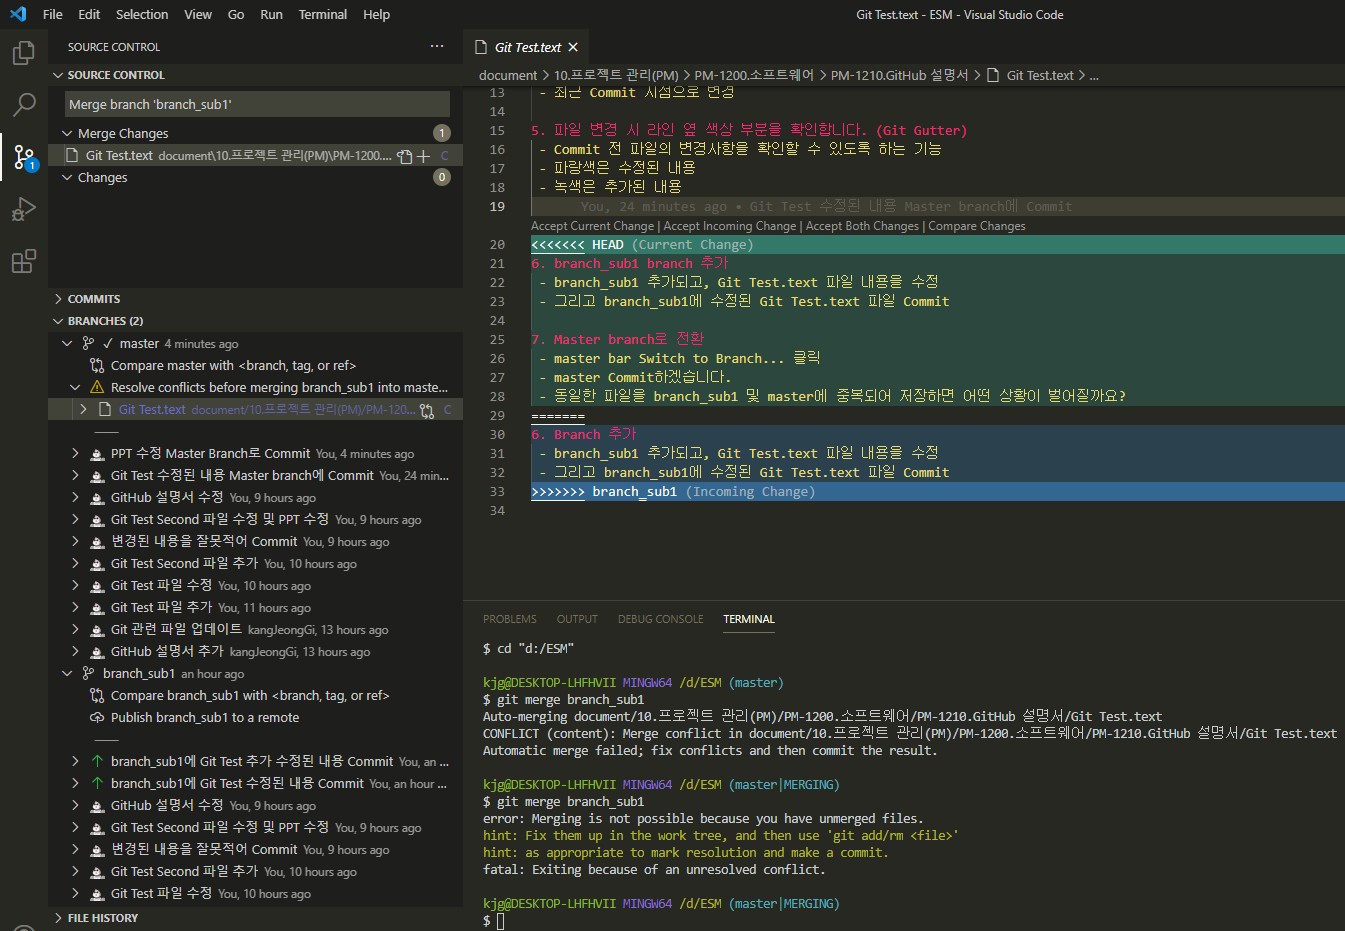 File Edit Selection View Go Run Terminal Help
Git Test.text - ESM - Visual Studio Code
SOURCE CONTROL ...
SOURCE CONTROL
Merge branch 'branch_sub1'
Merge Changes 1
Git Test.text document\10.프로젝트 관리(PM)\PM-1200.... C
Changes 0
1
COMMITS
BRANCHES (2)
master 4 minutes ago
Compare master with <branch, tag, or ref>
Resolve conflicts before merging branch_sub1 into maste...
Git Test.text document/10.프로젝트 관리(PM)/PM-120... C
PPT 수정 Master Branch로 Commit You, 4 minutes ago
Git Test 수정된 내용 Master branch에 Commit You, 24 min...
GitHub 설명서 수정 You, 9 hours ago
Git Test Second 파일 수정 및 PPT 수정 You, 9 hours ago
변경된 내용을 잘못적어 Commit You, 9 hours ago
Git Test Second 파일 추가 You, 10 hours ago
Git Test 파일 수정 You, 10 hours ago
Git Test 파일 추가 You, 11 hours ago
Git 관련 파일 업데이트 kangJeongGi, 13 hours ago
GitHub 설명서 추가 kangJeongGi, 13 hours ago
branch_sub1 an hour ago
Compare branch_sub1 with <branch, tag, or ref>
Publish branch_sub1 to a remote
branch_sub1에 Git Test 추가 수정된 내용 Commit You, an ...
branch_sub1에 Git Test 수정된 내용 Commit You, an hour ...
GitHub 설명서 수정 You, 9 hours ago
Git Test Second 파일 수정 및 PPT 수정 You, 9 hours ago
변경된 내용을 잘못적어 Commit You, 9 hours ago
Git Test Second 파일 추가 You, 10 hours ago
Git Test 파일 수정 You, 10 hours ago
FILE HISTORY
Git Test.text
document > 10.프로젝트 관리(PM) > PM-1200.소프트웨어 > PM-1210.GitHub 설명서 > Git Test.text > ...
13 - 최근 Commit 시점으로 변경
14
15 5. 파일 변경 시 라인 옆 색상 부분을 확인합니다. (Git Gutter)
16 - Commit 전 파일의 변경사항을 확인할 수 있도록 하는 기능
17 - 파랑색은 수정된 내용
18 - 녹색은 추가된 내용
19 You, 24 minutes ago • Git Test 수정된 내용 Master branch에 Commit
Accept Current Change | Accept Incoming Change | Accept Both Changes | Compare Changes
20 <<<<<<< HEAD (Current Change)
21 6. branch_sub1 branch 추가
22 - branch_sub1 추가되고, Git Test.text 파일 내용을 수정
23 - 그리고 branch_sub1에 수정된 Git Test.text 파일 Commit
24
25 7. Master branch로 전환
26 - master bar Switch to Branch... 클릭
27 - master Commit하겠습니다.
28 - 동일한 파일을 branch_sub1 및 master에 중복되어 저장하면 어떤 상황이 벌어질까요?
29 =======
30 6. Branch 추가
31 - branch_sub1 추가되고, Git Test.text 파일 내용을 수정
32 - 그리고 branch_sub1에 수정된 Git Test.text 파일 Commit
33 >>>>>>> branch_sub1 (Incoming Change)
34
PROBLEMS OUTPUT DEBUG CONSOLE TERMINAL
$ cd "d:/ESM"
kjg@DESKTOP-LHFHVII MINGW64 /d/ESM (master)
$ git merge branch_sub1
Auto-merging document/10.프로젝트 관리(PM)/PM-1200.소프트웨어/PM-1210.GitHub 설명서/Git Test.text
CONFLICT (content): Merge conflict in document/10.프로젝트 관리(PM)/PM-1200.소프트웨어/PM-1210.GitHub 설명서/Git Test.text
Automatic merge failed; fix conflicts and then commit the result.
kjg@DESKTOP-LHFHVII MINGW64 /d/ESM (master|MERGING)
$ git merge branch_sub1
error: Merging is not possible because you have unmerged files.
hint: Fix them up in the work tree, and then use 'git add/rm <file>'
hint: as appropriate to mark resolution and make a commit.
fatal: Exiting because of an unresolved conflict.
kjg@DESKTOP-LHFHVII MINGW64 /d/ESM (master|MERGING)
$